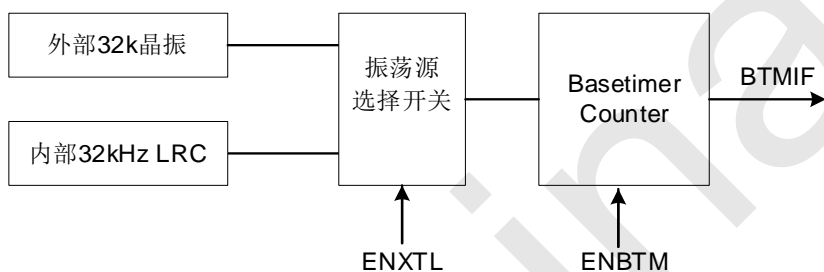 外部32k晶振
内部32kHz LRC
振荡源
选择开关
Basetimer
Counter
BTMIF
ENXTL
ENBTM